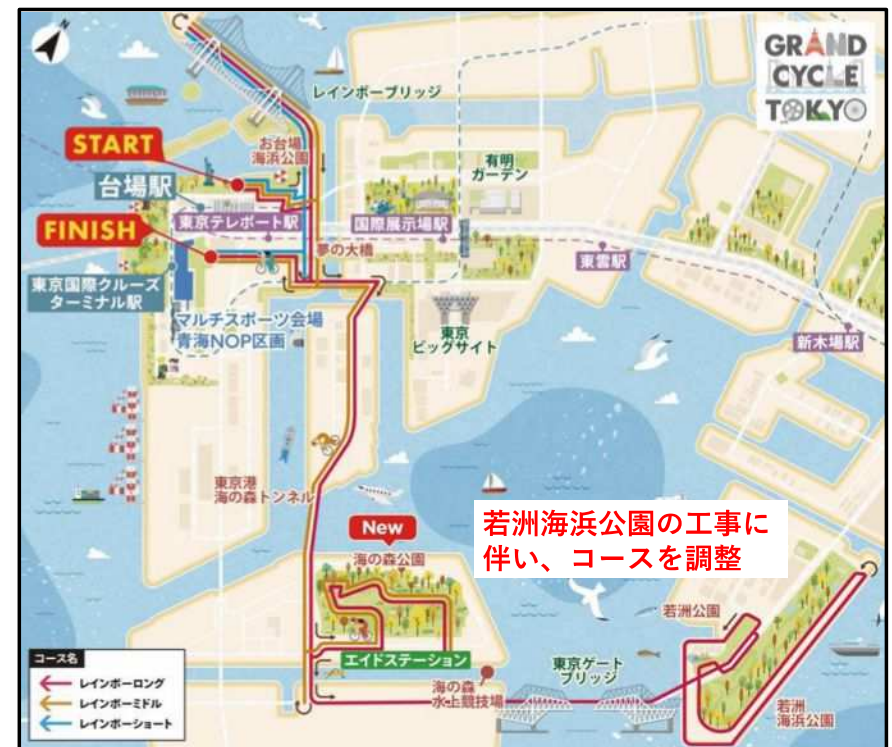 N
GRAND
CYCLE
TOKYO
レインボーブリッジ
START
お台場
海浜公園
台場駅
有明
ガーデン
東京テレポート駅
国際展示場駅
FINISH
夢の大橋
東雲駅
東京国際クルーズ
ターミナル駅
マルチスポーツ会場
青海NOP区画
東京
ビッグサイト
新木場駅
東京港
海の森トンネル
New
海の森公園
若洲海浜公園の工事に
伴い、コースを調整
若洲公園
エイドステーション
東京ゲート
ブリッジ
海の森
水上競技場
若洲
海浜公園
コース名
レインボーロング
レインボーミドル
レインボーショート